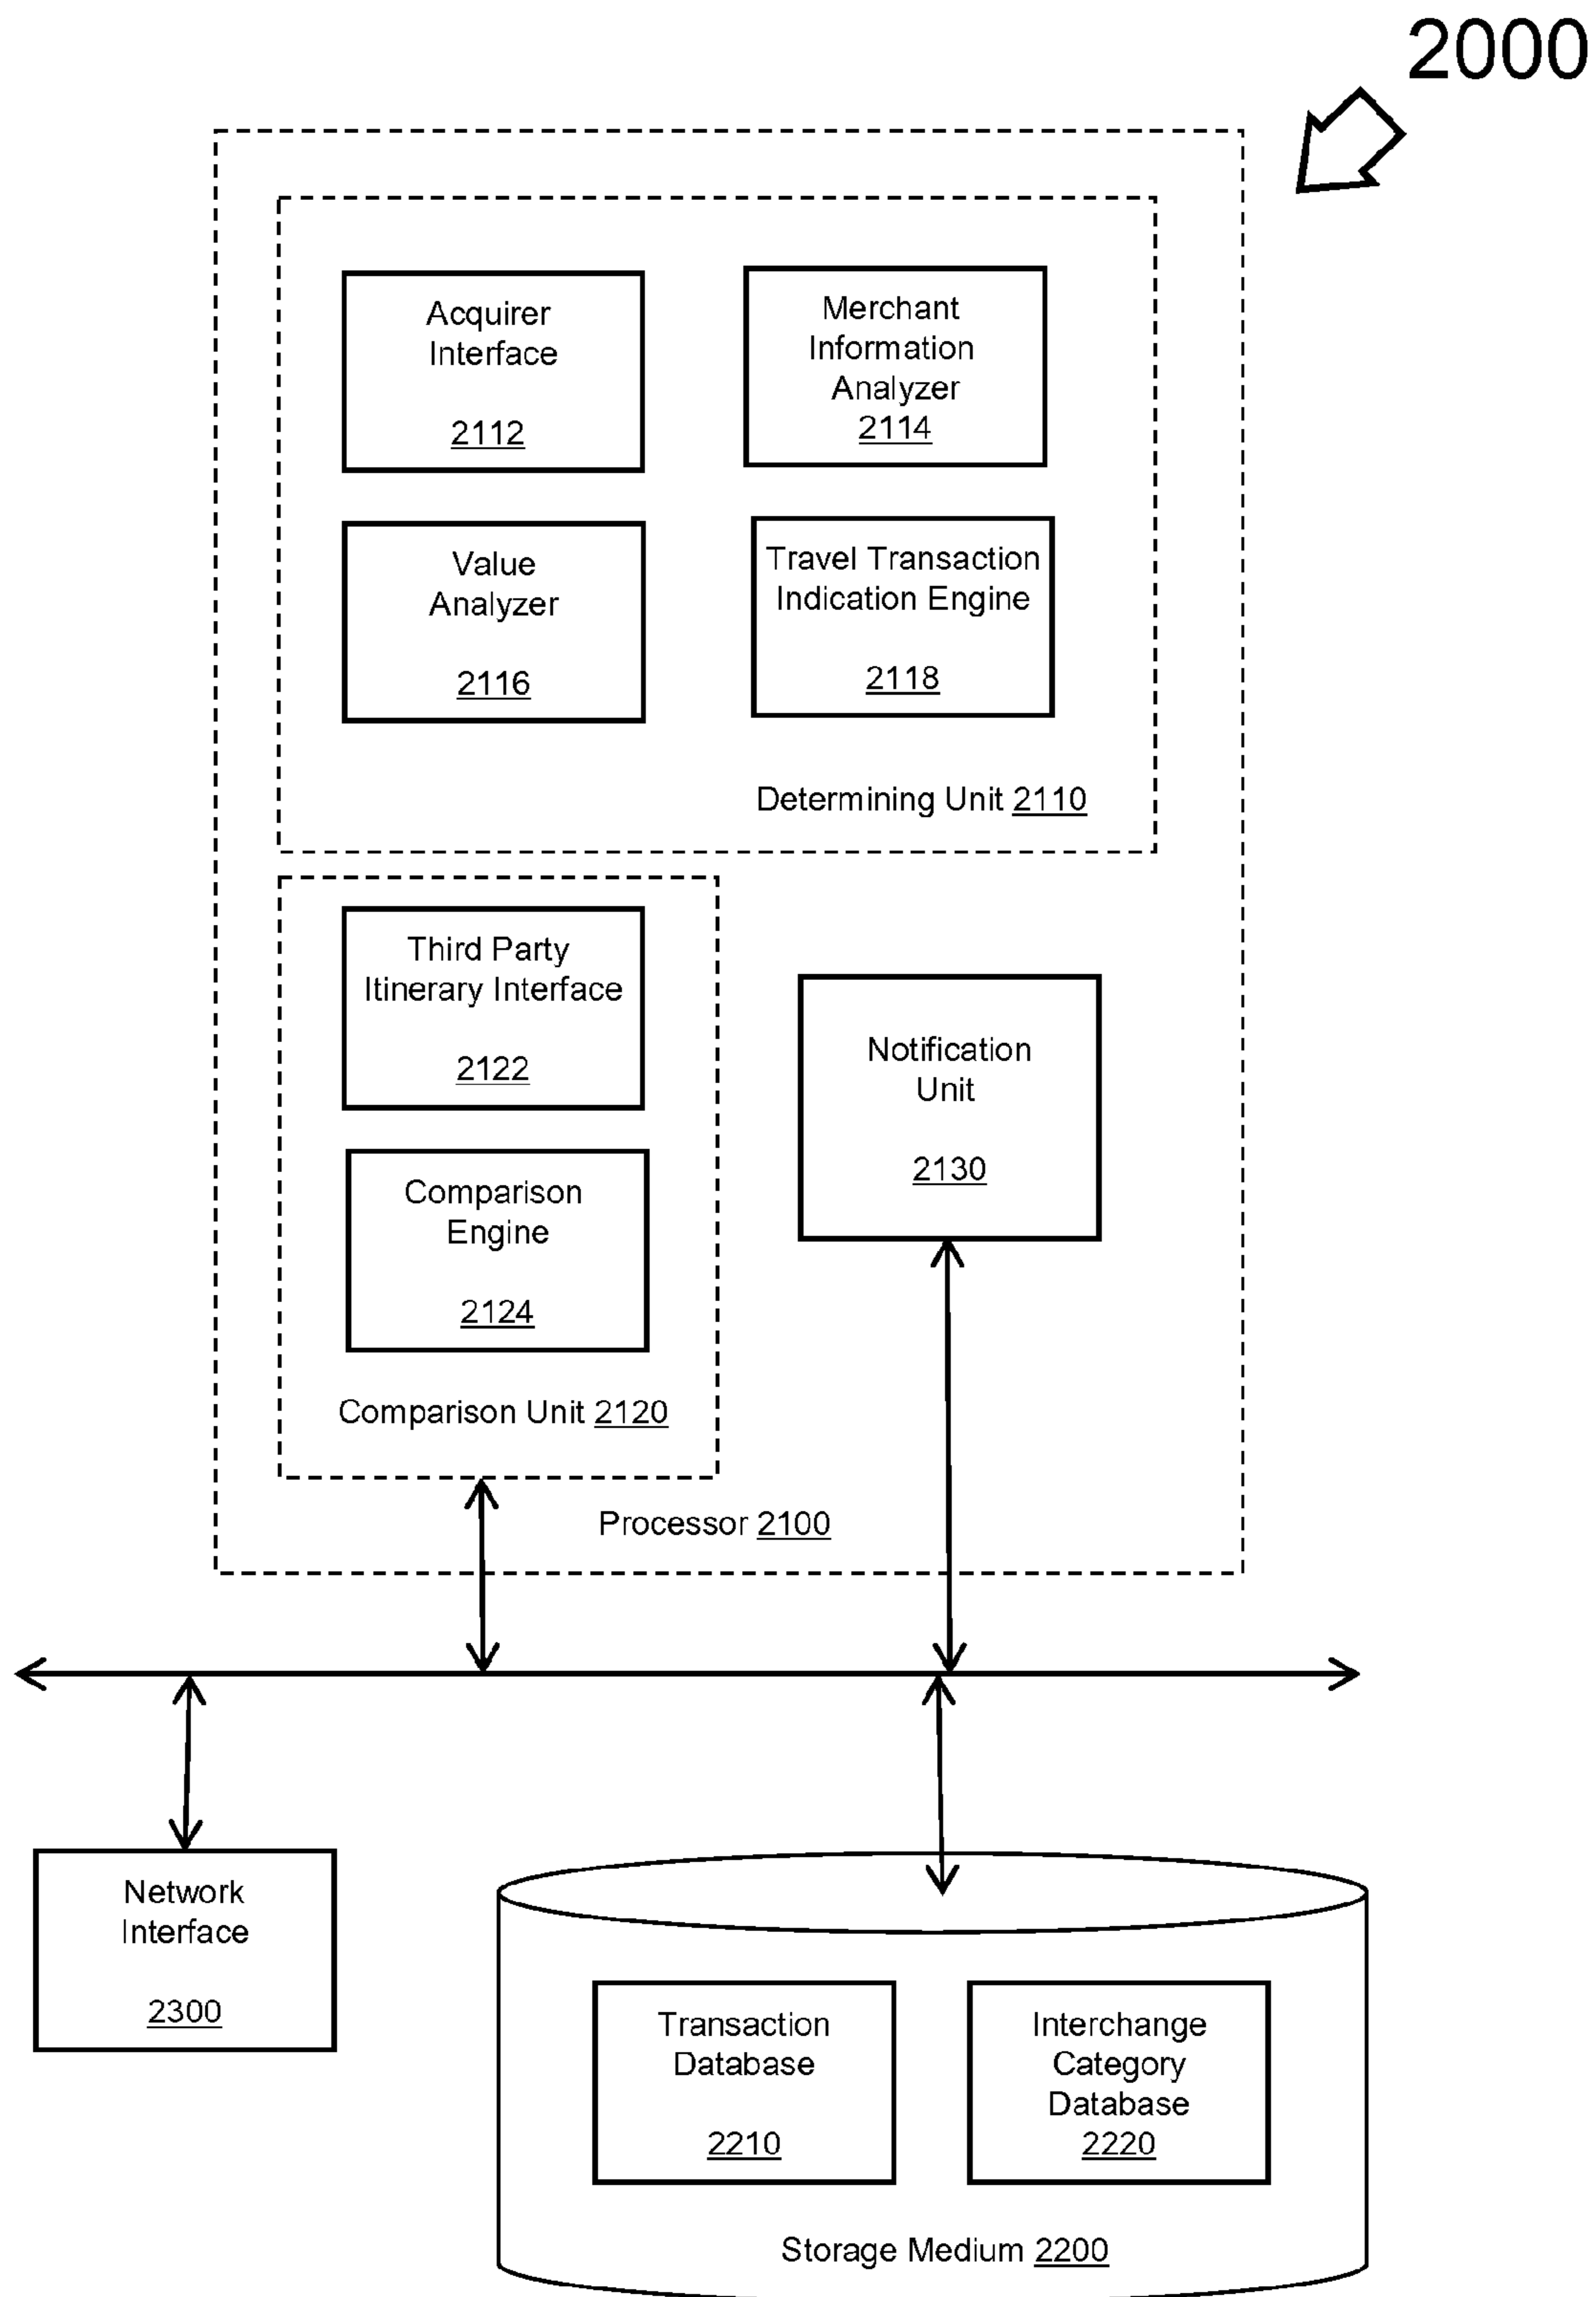 2000
Acquirer
Interface
2112
Merchant
Information
Analyzer
2114
Value
Analyzer
2116
Travel Transaction
Indication Engine
2118
Determining Unit 2110
Third Party
Itinerary Interface
2122
Comparison
Engine
2124
Comparison Unit 2120
Notification
Unit
2130
Processor 2100
Network
Interface
2300
Transaction
Database
2210
Interchange
Category
Database
2220
Storage Medium 2200